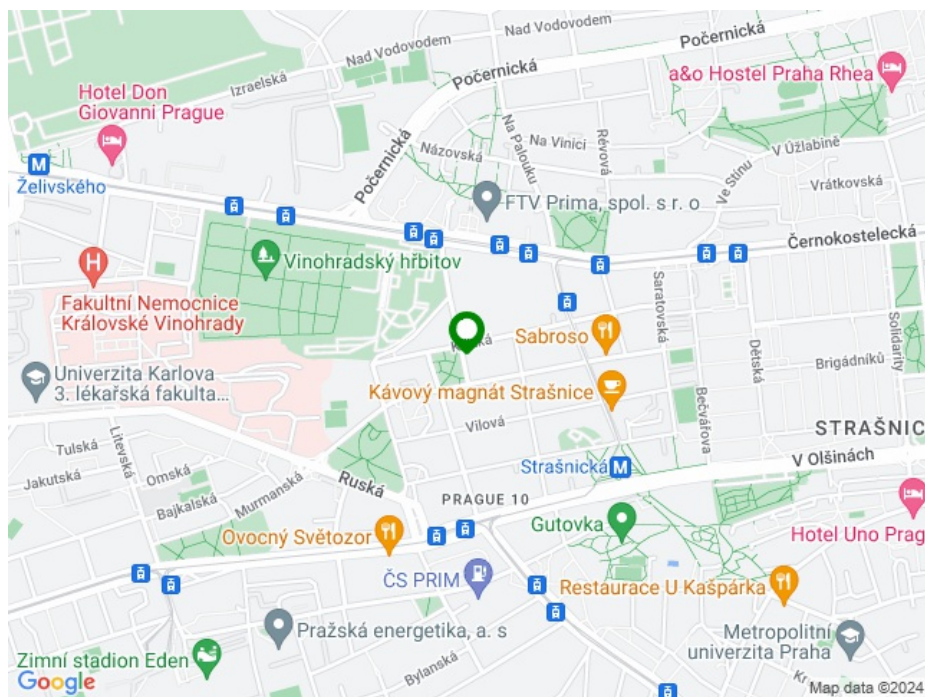 Nad Vodovodem
Nad Vodovodem
Počernická
Počernická
Izraelská
a&o Hostel Praha Rhea
Hotel Don
Giovanni Prague
Na Palouku
Na Vinici
Révová
V Úžlabině
Názovská
Počernická
Ve Stínu
Vrátkovská
M
Želivského
FTV Prima, spol. s r. o
Černokostelecká
Vinohradský hřbitov
H
Fakultní Nemocnice
Královské Vinohrady
Saratovská
Solidarity
Sabroso
Dětská
Brigádníků
Univerzita Karlova
3. lékařská fakulta...
Kávový magnát Strašnice
Bečvářova
Vilová
STRAŠNIC
Litevská
Tulská
Omská
Jakutská
Strašnická M
V Olšinách
Ruská
Murmanská
Bajkalská
PRAGUE 10
Gutovka
Hotel Uno Prag
Ovocný Světozor
ČS PRIM
Restaurace U Kašpárka
Pražská energetika, a. s
Metropolitní
univerzita Praha
Zimní stadion Eden
Bylanská
Kr
Google
Map data ©2024